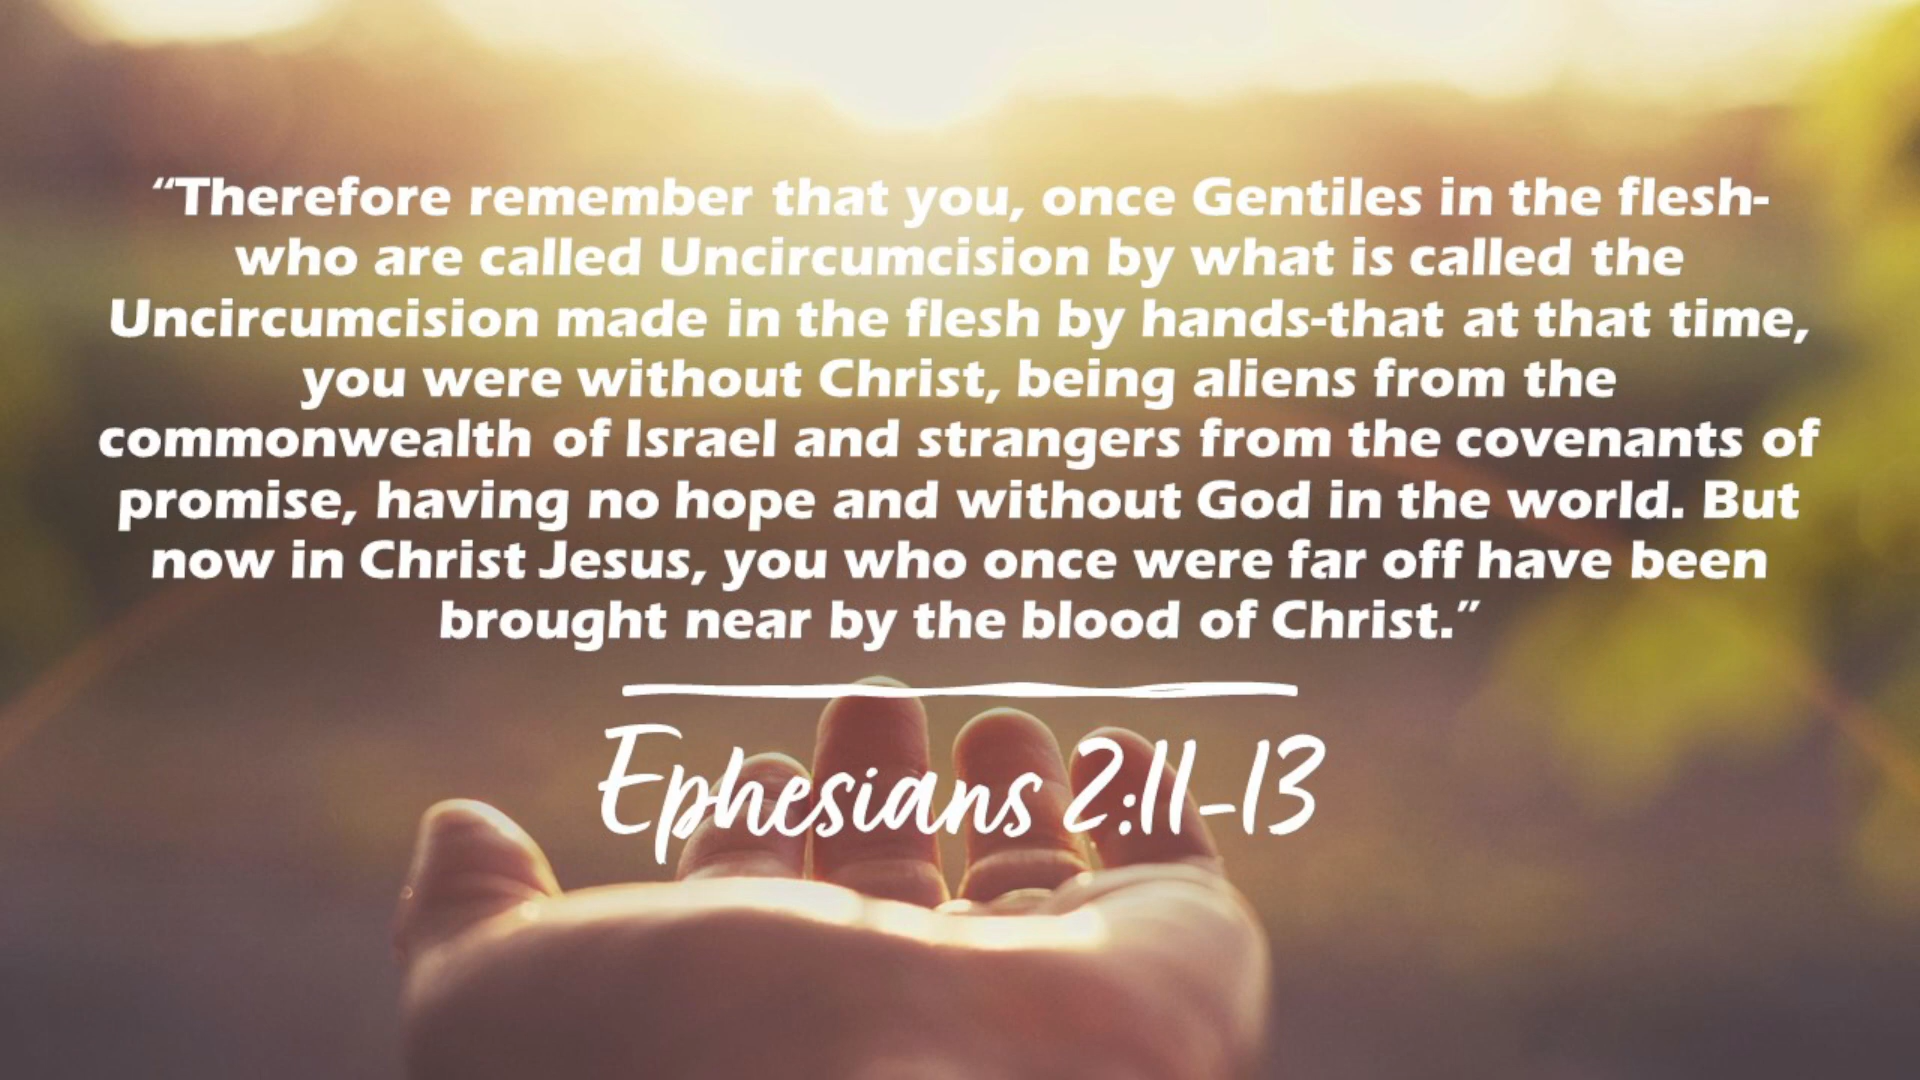 “Therefore remember that you, once Gentiles in the flesh-
who are called Uncircumcision by what is called the
Uncircumcision made in the flesh by hands-that at that time,
you were without Christ, being aliens from the
commonwealth of Israel and strangers from the covenants of
promise, having no hope and without God in the world. But
now in Christ Jesus, you who once were far off have been
brought near by the blood of Christ.”
Ephesians 2:11-13